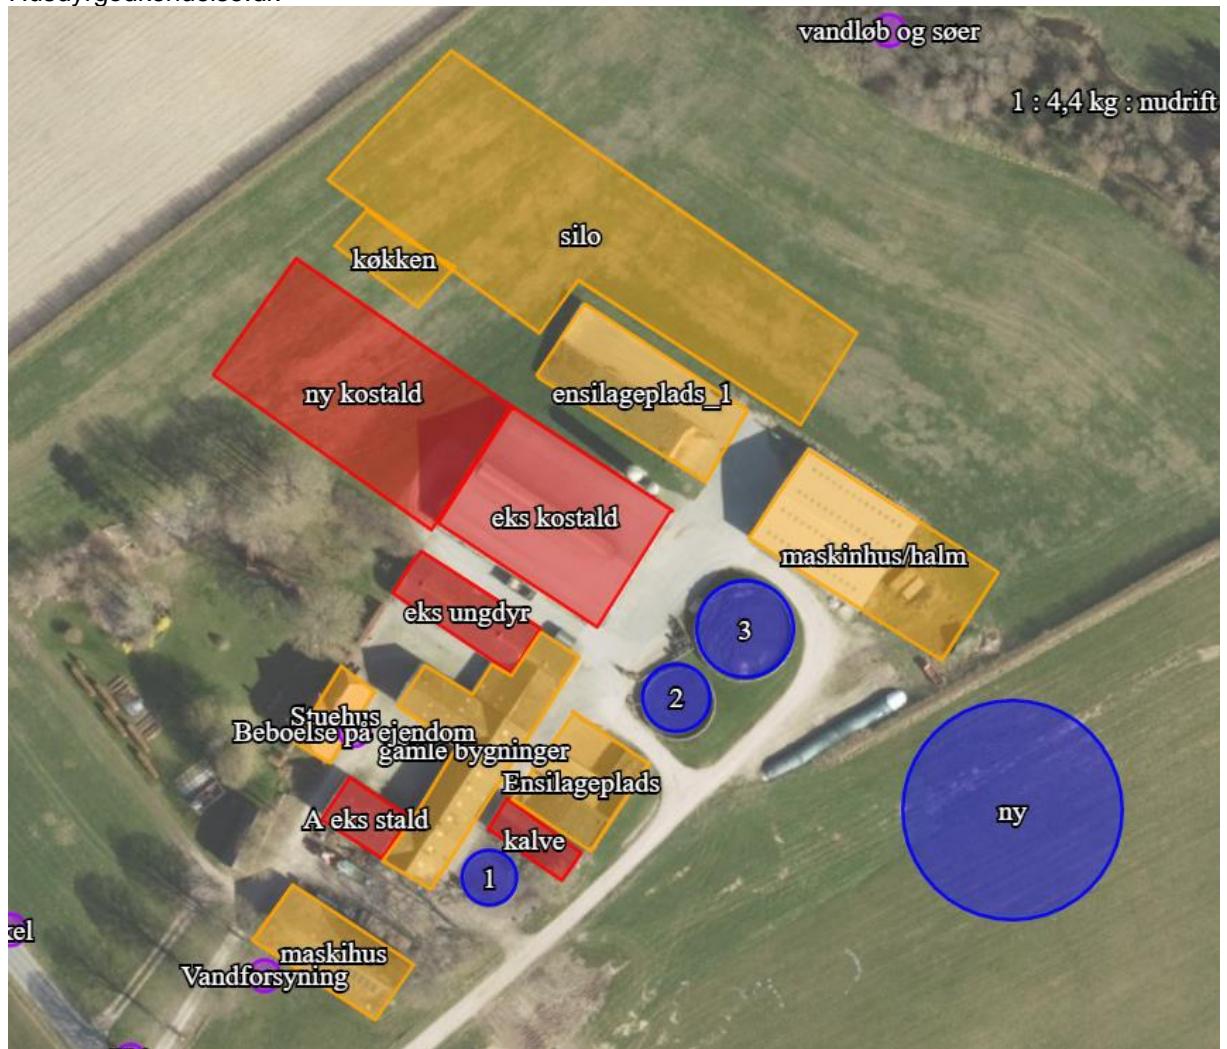 vandløb og søer
1 : 4,4 kg : nudrift
silo
køkken
ny kostald
ensilageplads_1
eks kostald
maskinhus/halm
eks ungdyr
3
2
Stuehus
Beboelse på ejendom
gamle bygninger
Ensilageplads
ny
A eks stald
kalve
1
maskihus
Vandforsyning